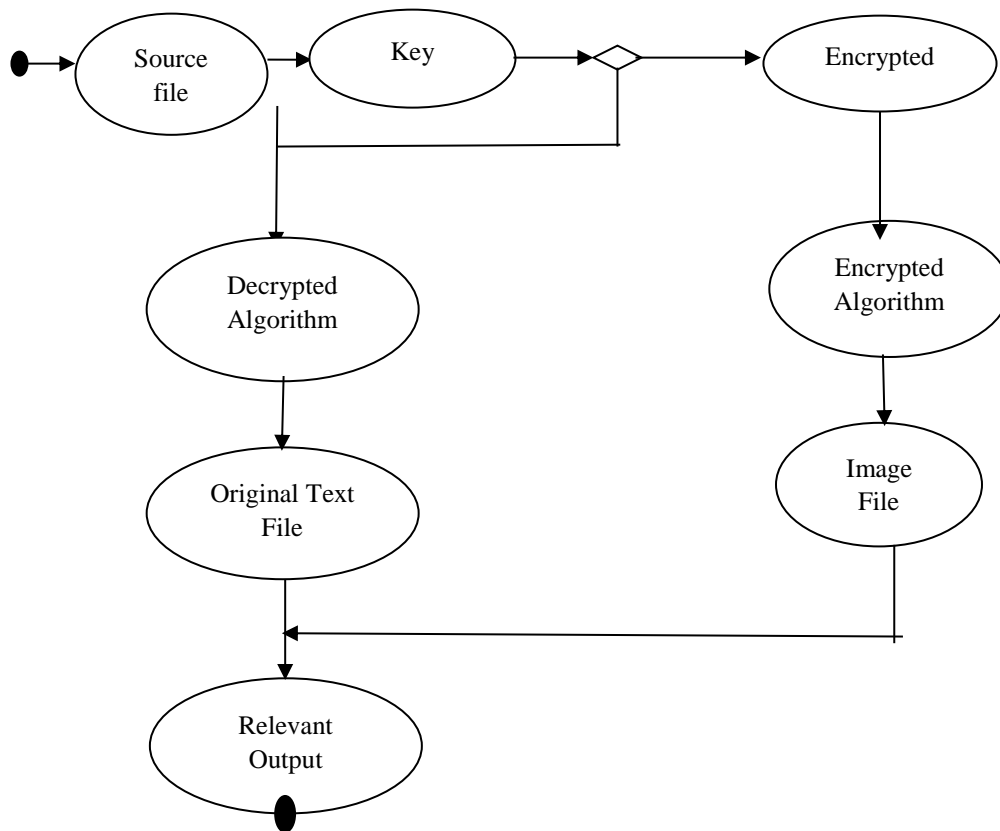 Source
file
Key
Encrypted
Decrypted
Algorithm
Encrypted
Algorithm
Original Text
File
Image
File
Relevant
Output